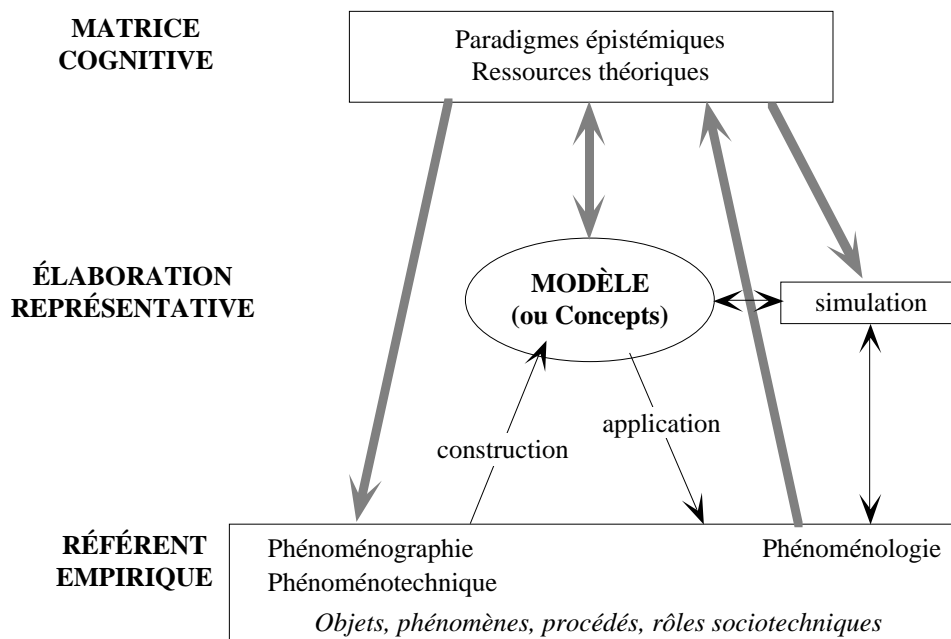 MATRICE
COGNITIVE
Paradigmes épistémiques
Ressources théoriques
ÉLABORATION
REPRÉSENTATIVE
MODÈLE
(ou Concepts)
simulation
application
construction
RÉFÉRENT
EMPIRIQUE
Phénoménographie
Phénoménotechnique
Phénoménologie
Objets, phénomènes, procédés, rôles sociotechniques